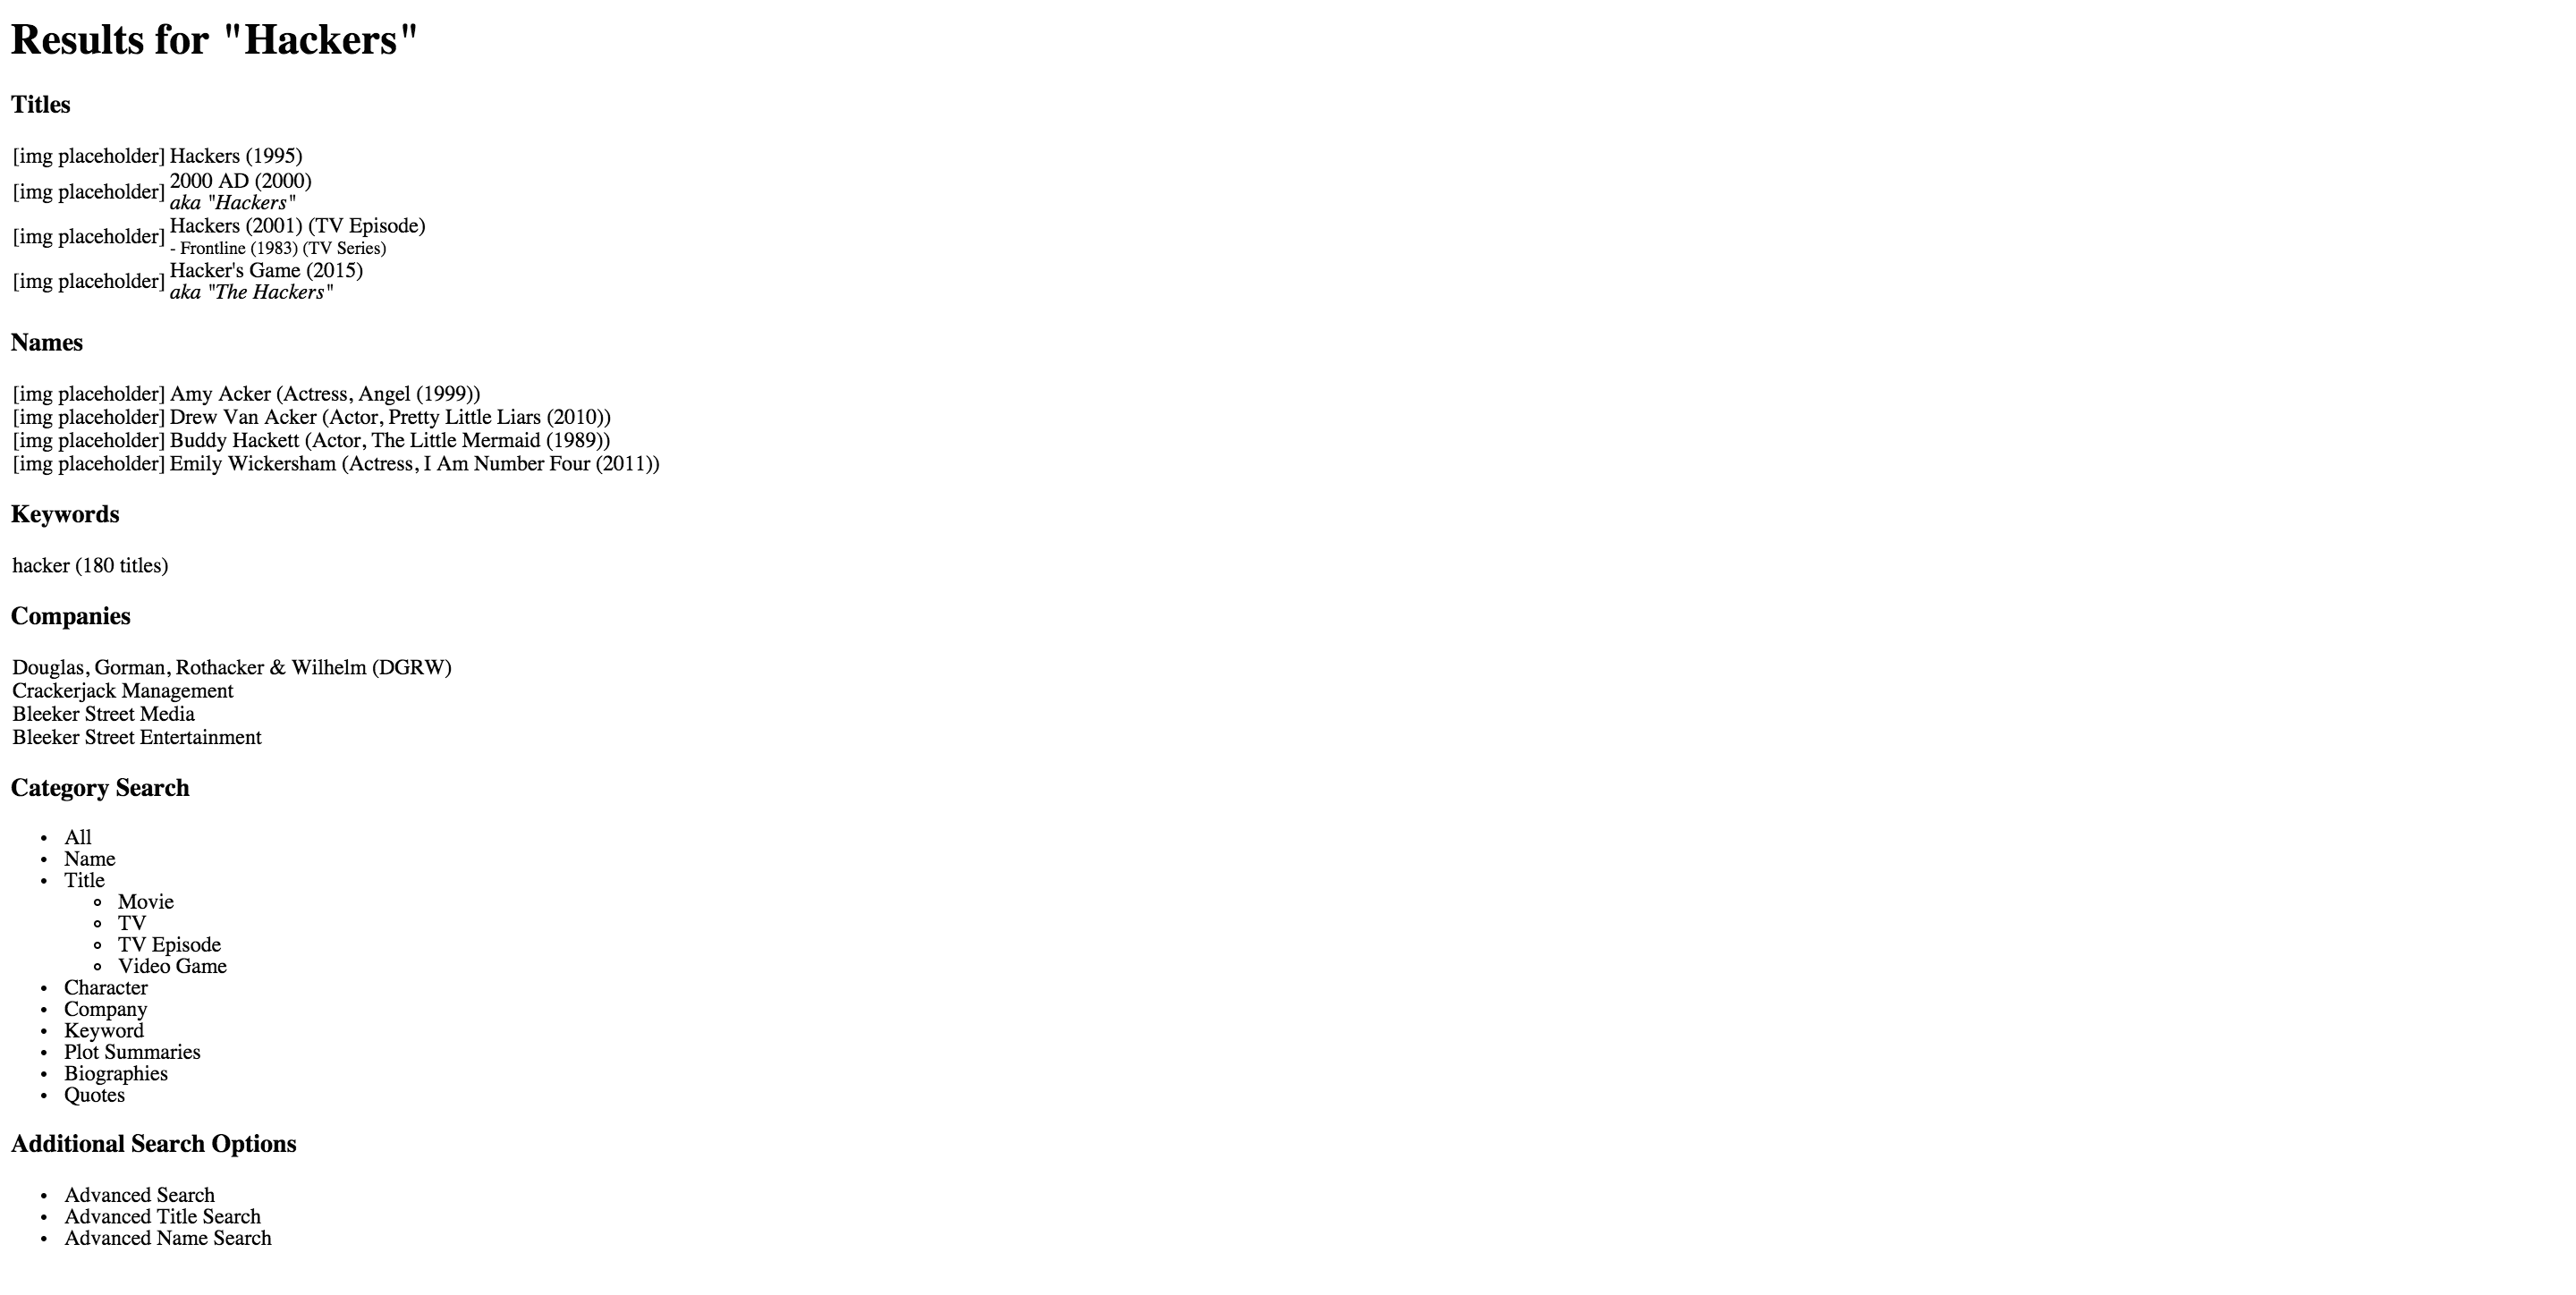 Results for "Hackers"
Titles
[img placeholder] Hackers (1995)
[img placeholder] 2000 AD (2000)
aka "Hackers"
[img placeholder] Hackers (2001) (TV Episode)
- Frontline (1983) (TV Series)
[img placeholder] Hacker's Game (2015)
aka "The Hackers"
Names
[img placeholder] Amy Acker (Actress, Angel (1999))
[img placeholder] Drew Van Acker (Actor, Pretty Little Liars (2010))
[img placeholder] Buddy Hackett (Actor, The Little Mermaid (1989))
[img placeholder] Emily Wickersham (Actress, I Am Number Four (2011))
Keywords
hacker (180 titles)
Companies
Douglas, Gorman, Rothacker & Wilhelm (DGRW)
Crackerjack Management
Bleeker Street Media
Bleeker Street Entertainment
Category Search
• All
• Name
• Title
◦ Movie
◦ TV
◦ TV Episode
◦ Video Game
• Character
• Company
• Keyword
• Plot Summaries
• Biographies
• Quotes
Additional Search Options
• Advanced Search
• Advanced Title Search
• Advanced Name Search